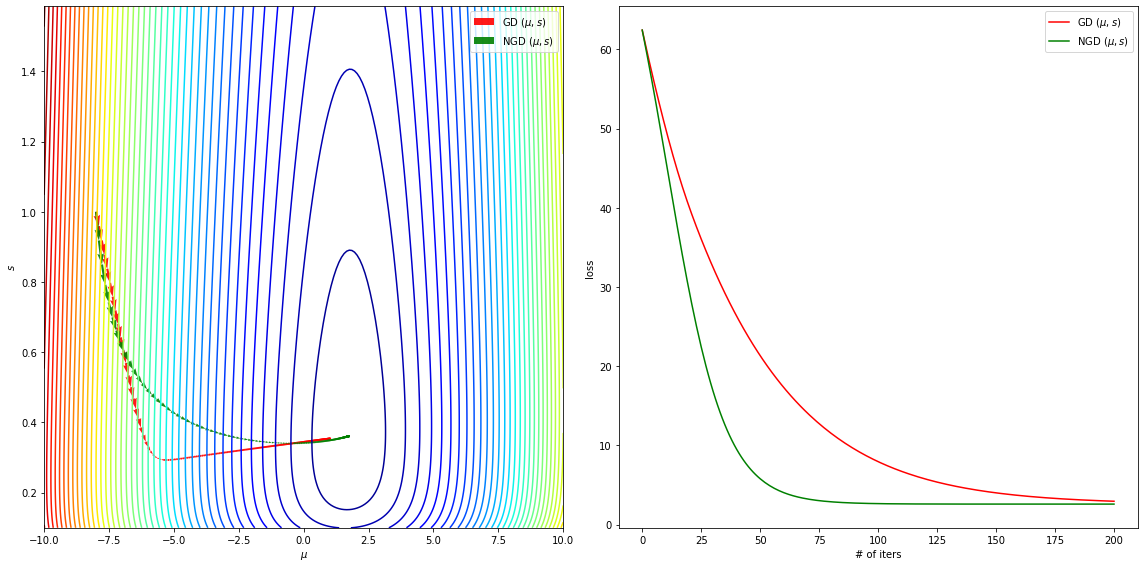 GD (μ, s)
NGD (μ, s)
1.4
1.2
1.0
0.8
0.6
0.4
0.2
s
−10.0 −7.5 −5.0 −2.5 0.0 2.5 5.0 7.5 10.0
μ
GD (μ, s)
NGD (μ, s)
60
50
40
30
20
10
0
loss
0 25 50 75 100 125 150 175 200
# of iters